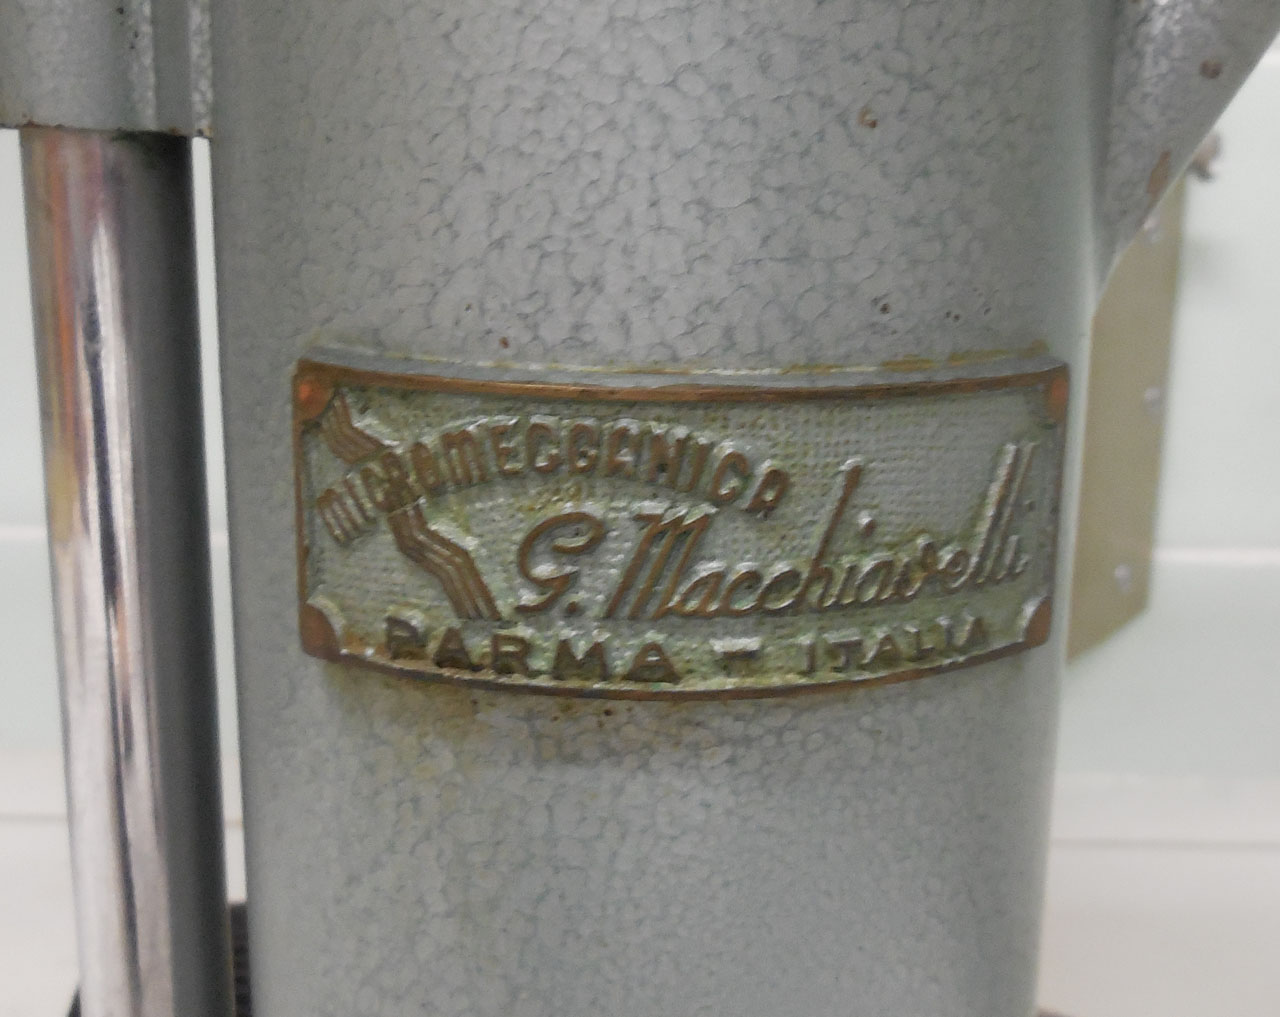 MICROMECCANICA
G. Macchiavelli
PARMA - ITALIA